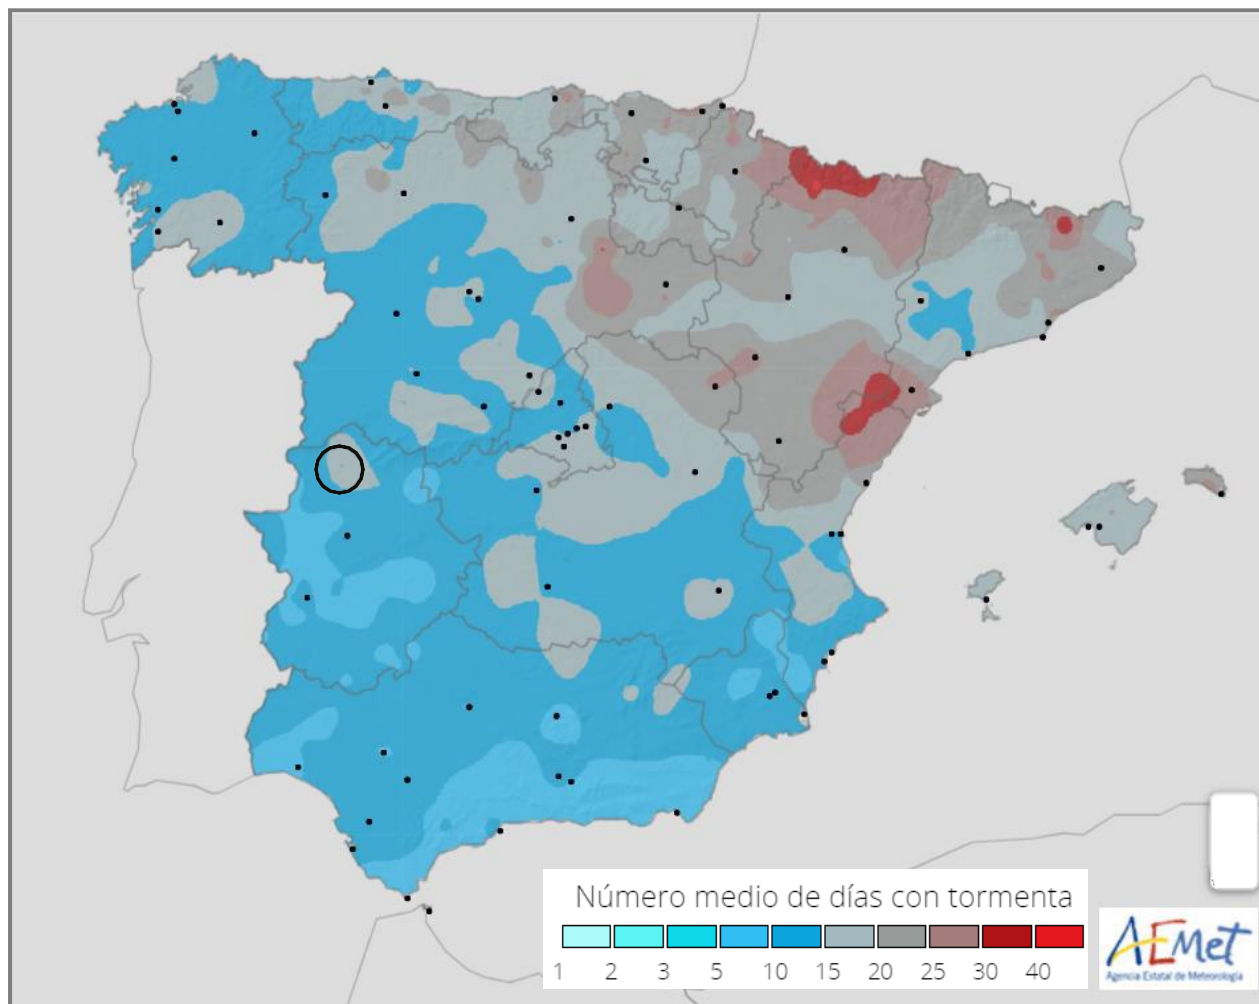 Número medio de días con tormenta
1 2 3 5 10 15 20 25 30 40
AEMet
Agencia Estatal de Meteorología